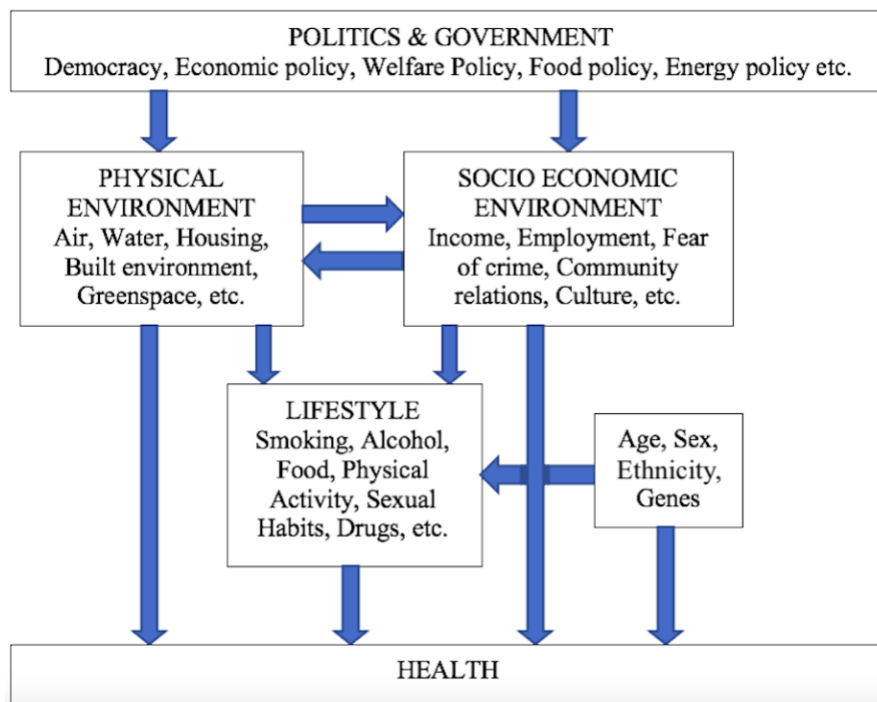 POLITICS & GOVERNMENT
Democracy, Economic policy, Welfare Policy, Food policy, Energy policy etc.
PHYSICAL
ENVIRONMENT
Air, Water, Housing,
Built environment,
Greenspace, etc.
SOCIO ECONOMIC
ENVIRONMENT
Income, Employment, Fear
of crime, Community
relations, Culture, etc.
LIFESTYLE
Smoking, Alcohol,
Food, Physical
Activity, Sexual
Habits, Drugs, etc.
Age, Sex,
Ethnicity,
Genes
HEALTH